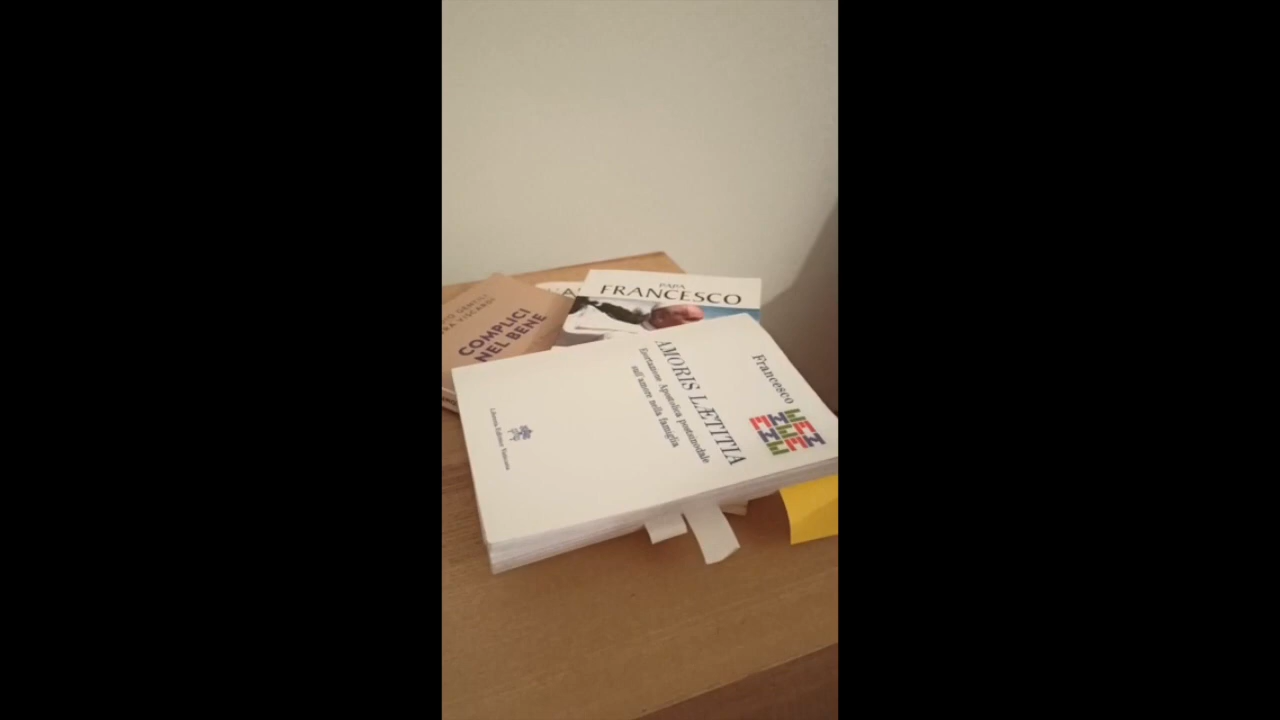 PAPA
FRANCESCO
COMPLICI
NEL BENE
Francesco
AMORIS LÆTITIA
Esortazione Apostolica postsinodale
sull'amore nella famiglia
Libreria Editrice Vaticana